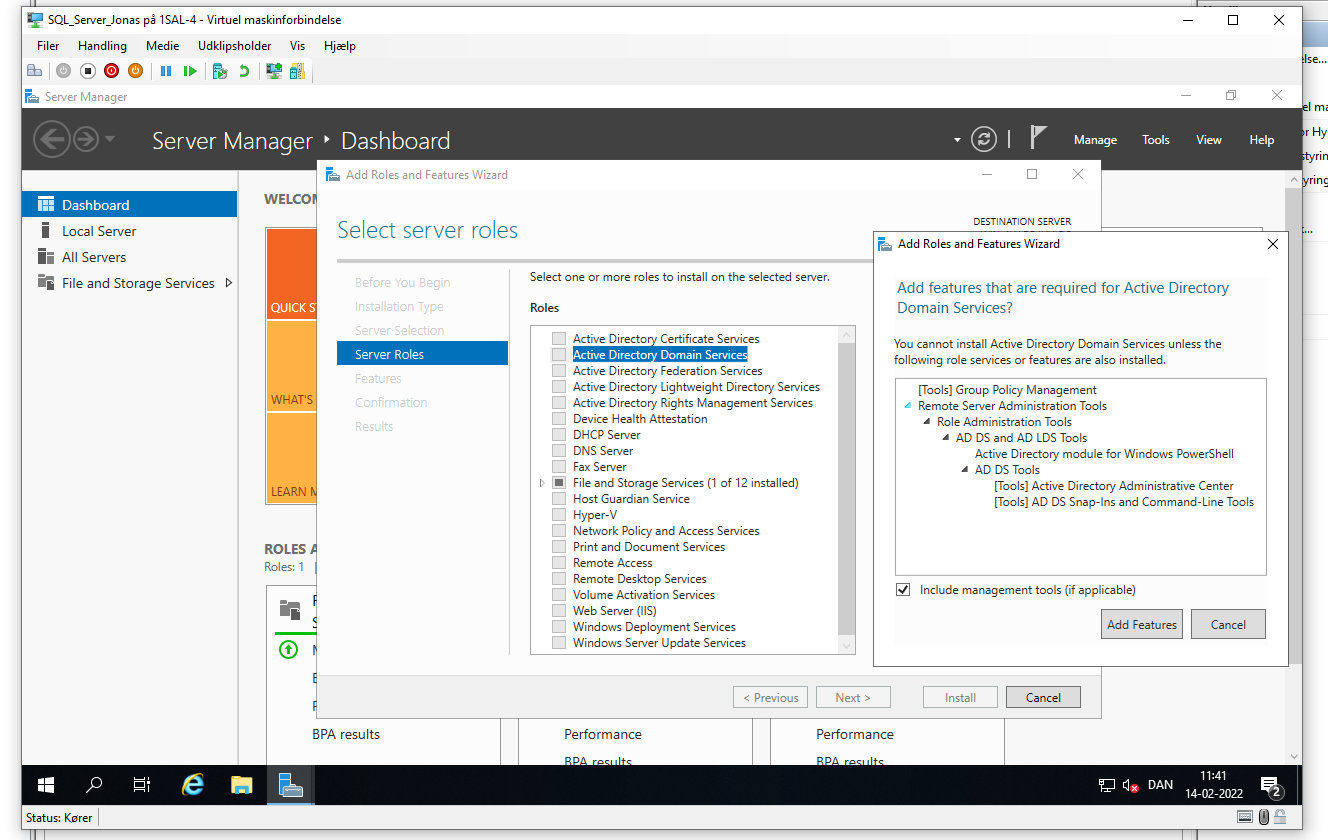 SQL_Server_Jonas på 1SAL-4 - Virtuel maskinforbindelse
Filer Handling Medie Udklipsholder Vis Hjælp
Server Manager
Server Manager Dashboard
Manage Tools View Help
Dashboard
Local Server
All Servers
File and Storage Services
QUICK
WHAT'S
LEARN
Roles: 1
BPA results
Performance
BPA results
Performance
BPA results
Add Roles and Features Wizard
Select server roles
DESTINATION SERVER
Before You Begin
Installation Type
Server Selection
Server Roles
Features
Confirmation
Results
Select one or more roles to install on the selected server.
Roles
Active Directory Certificate Services
Active Directory Domain Services
Active Directory Federation Services
Active Directory Lightweight Directory Services
Active Directory Rights Management Services
Device Health Attestation
DHCP Server
DNS Server
Fax Server
File and Storage Services (1 of 12 installed)
Host Guardian Service
Hyper-V
Network Policy and Access Services
Print and Document Services
Remote Access
Remote Desktop Services
Volume Activation Services
Web Server (IIS)
Windows Deployment Services
Windows Server Update Services
< Previous Next > Install Cancel
Add Roles and Features Wizard
Add features that are required for Active Directory
Domain Services?
You cannot install Active Directory Domain Services unless the
following role services or features are also installed.
[Tools] Group Policy Management
Remote Server Administration Tools
Role Administration Tools
AD DS and AD LDS Tools
Active Directory module for Windows PowerShell
AD DS Tools
[Tools] Active Directory Administrative Center
[Tools] AD DS Snap-Ins and Command-Line Tools
Include management tools (if applicable)
Add Features Cancel
DAN
11:41
14-02-2022
2
Status: Kører